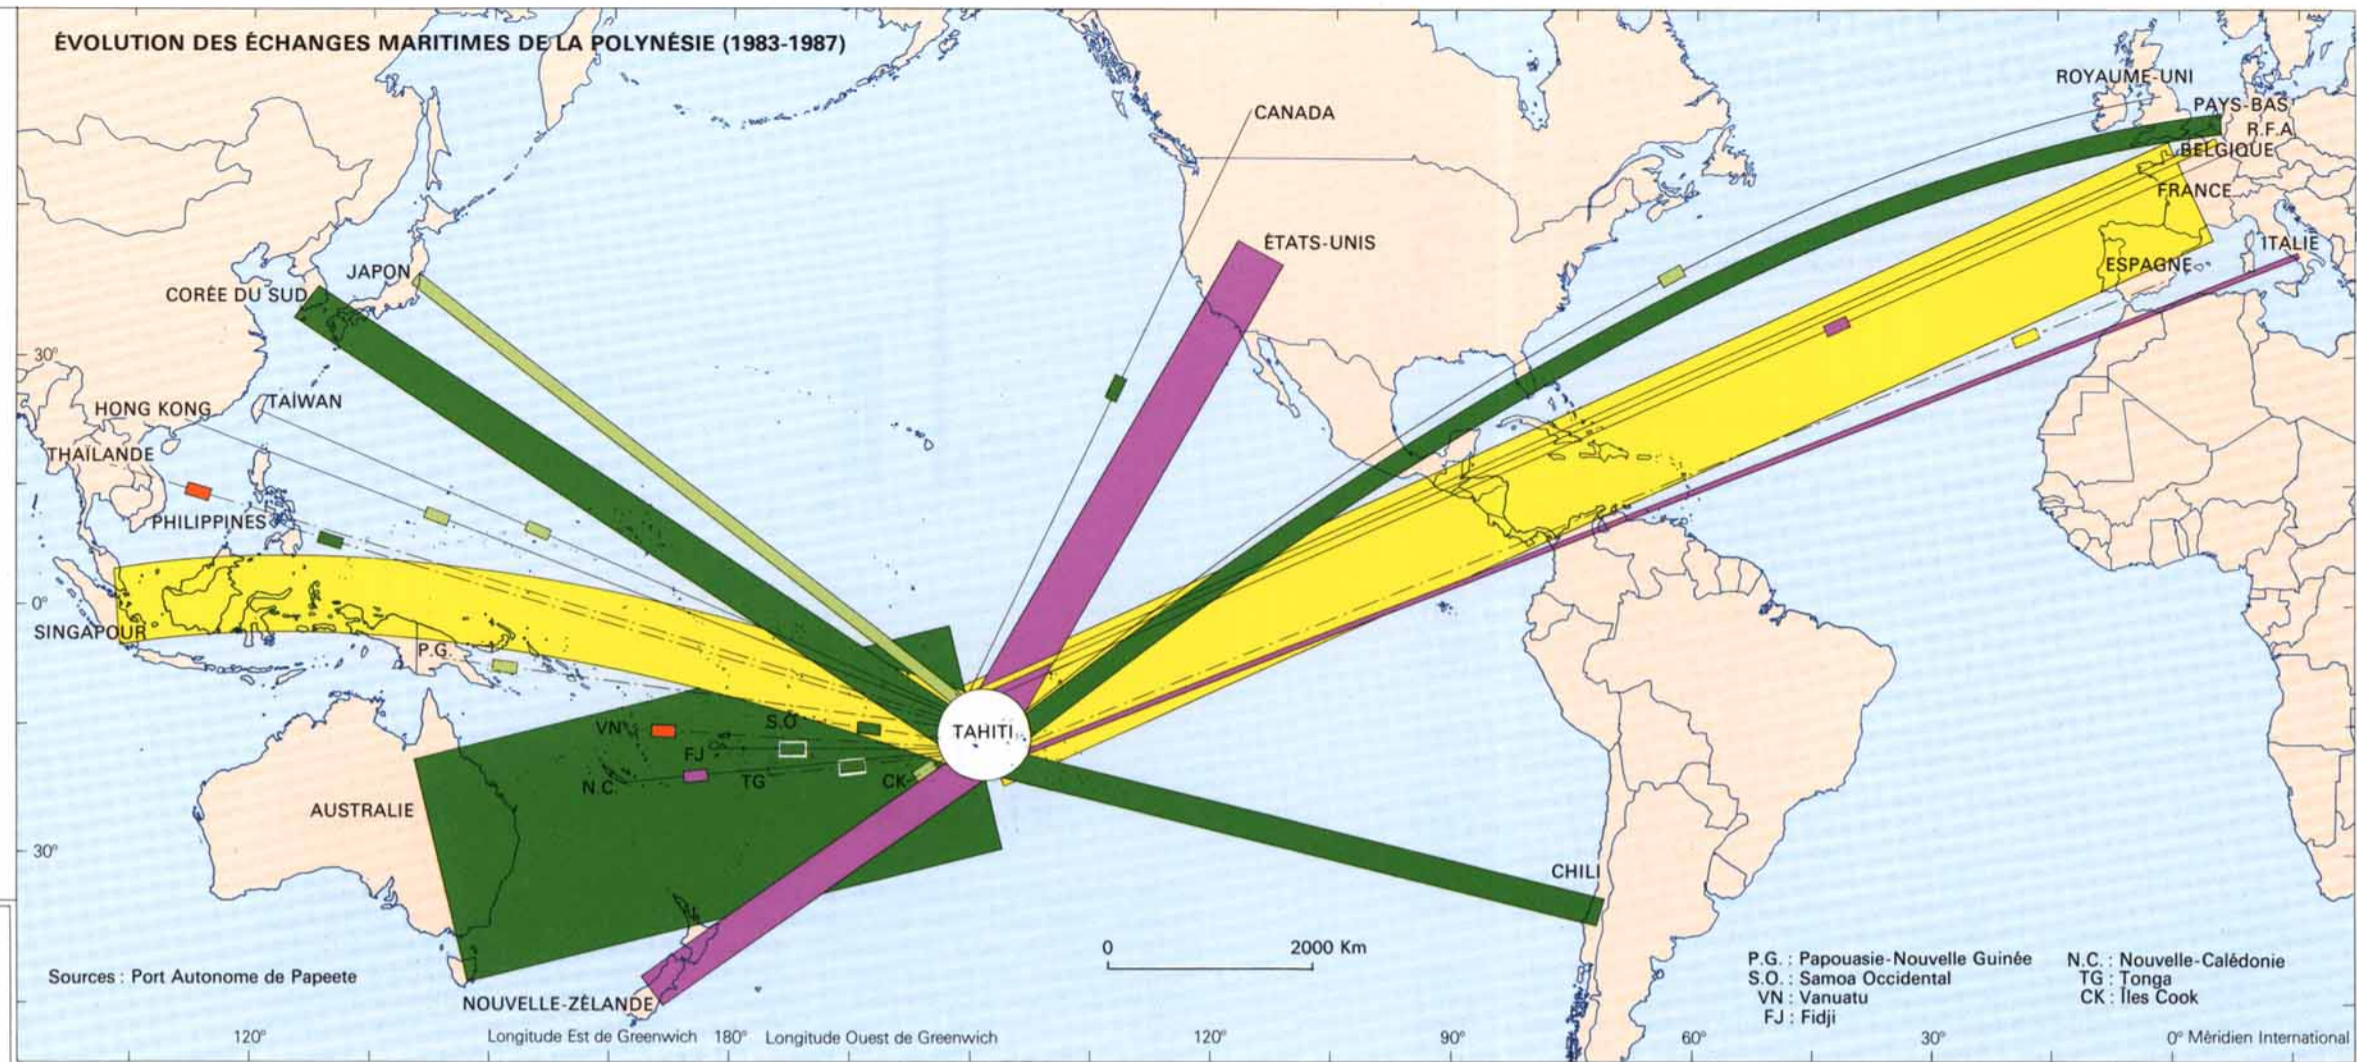 ÉVOLUTION DES ÉCHANGES MARITIMES DE LA POLYNÉSIE (1983-1987)
ROYAUME-UNI
PAYS-BAS
R.F.A
BELGIQUE
FRANCE
ITALIE
ESPAGNE
CANADA
ÉTATS-UNIS
JAPON
CORÉE DU SUD
TAÏWAN
HONG KONG
THAÏLANDE
PHILIPPINES
SINGAPOUR
P.G.
30°
0°
30°
VN
S.O
FJ
N.C.
TG
CK
TAHITI
AUSTRALIE
CHILI
NOUVELLE-ZÉLANDE
0 2000 Km
Sources : Port Autonome de Papeete
P.G. : Papouasie-Nouvelle Guinée
S.O. : Samoa Occidental
VN : Vanuatu
FJ : Fidji
N.C. : Nouvelle-Calédonie
TG : Tonga
CK : Îles Cook
120° Longitude Est de Greenwich 180° Longitude Ouest de Greenwich 120° 90° 60° 30° 0° Méridien International